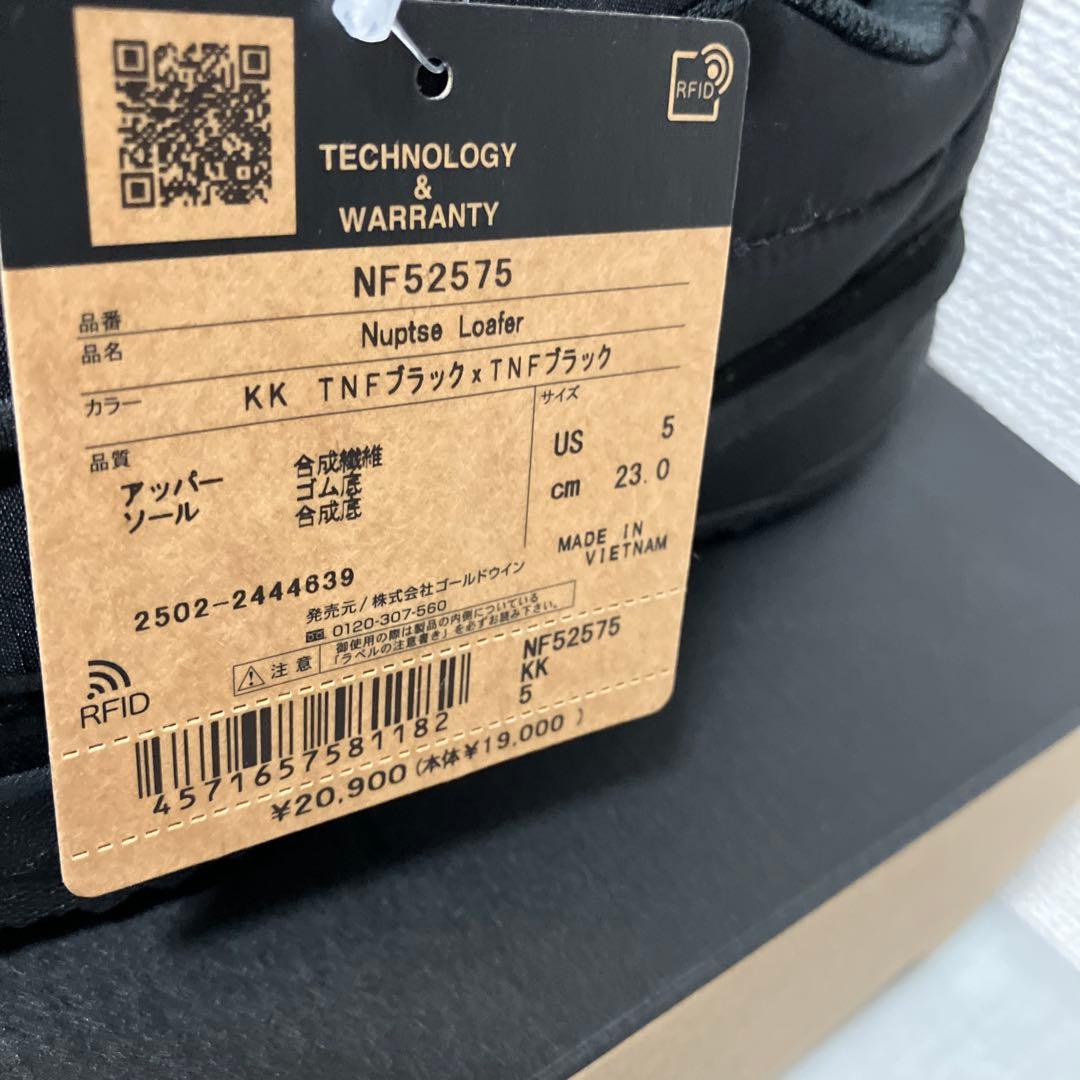 RFID
TECHNOLOGY
&
WARRANTY
品番 NF52575
品名 Nuptse Loafer
カラー KK TNFブラックxTNFブラック
品質
アッパー 合成繊維
ソール ゴム底
合成底
サイズ
US 5
cm 23.0
MADE IN
VIETNAM
2502-2444639
発売元/株式会社ゴールドウイン
0120-307-560
注意
御使用の際は製品の内側についている
「ラベルの注意書き」を必ずお読み下さい。
RFID
NF52575
KK
5
4571657581182
¥20,900 (本体¥19,000 )